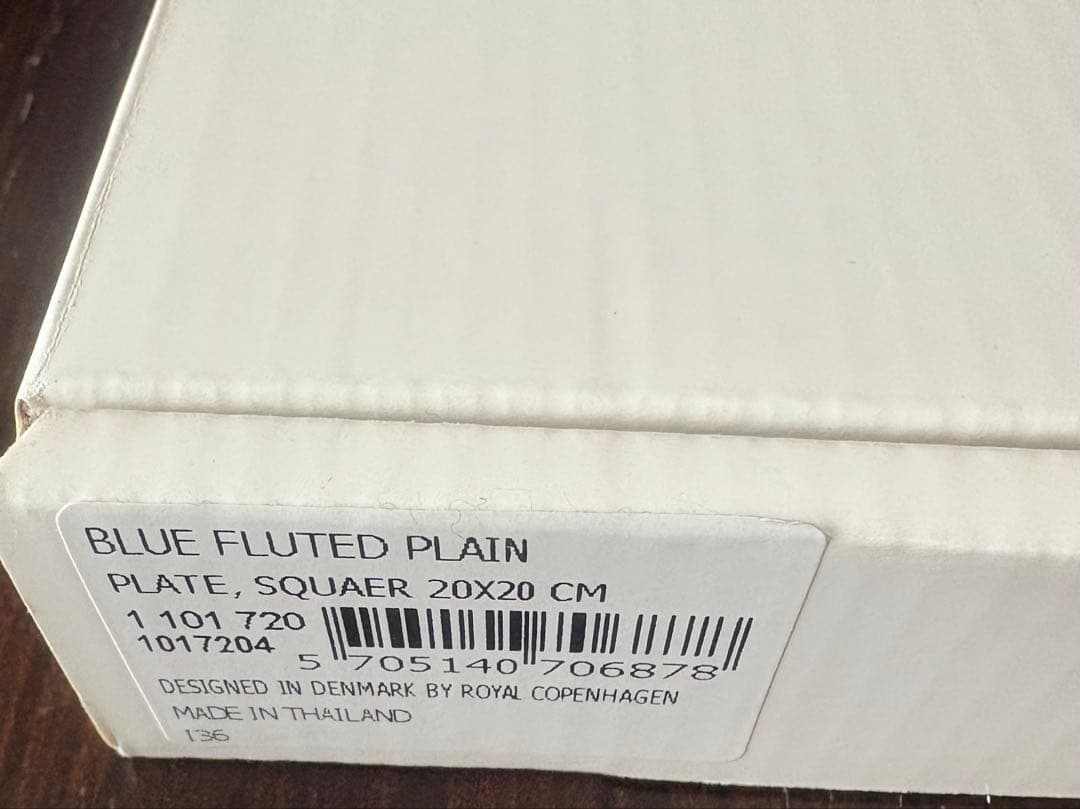 BLUE FLUTED PLAIN
PLATE, SQUAER 20X20 CM
1 101 720
1017204
5 705140 706878
DESIGNED IN DENMARK BY ROYAL COPENHAGEN
MADE IN THAILAND
136